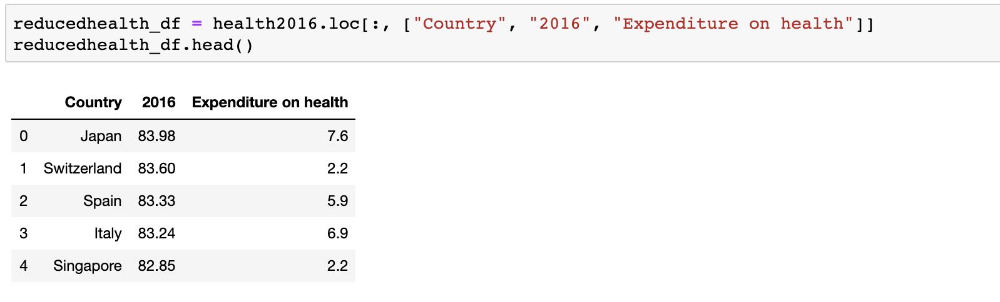 reducedhealth_df = health2016.loc[:, ["Country", "2016", "Expenditure on health"]]
reducedhealth_df.head()
Country 2016 Expenditure on health
0 Japan 83.98 7.6
1 Switzerland 83.60 2.2
2 Spain 83.33 5.9
3 Italy 83.24 6.9
4 Singapore 82.85 2.2